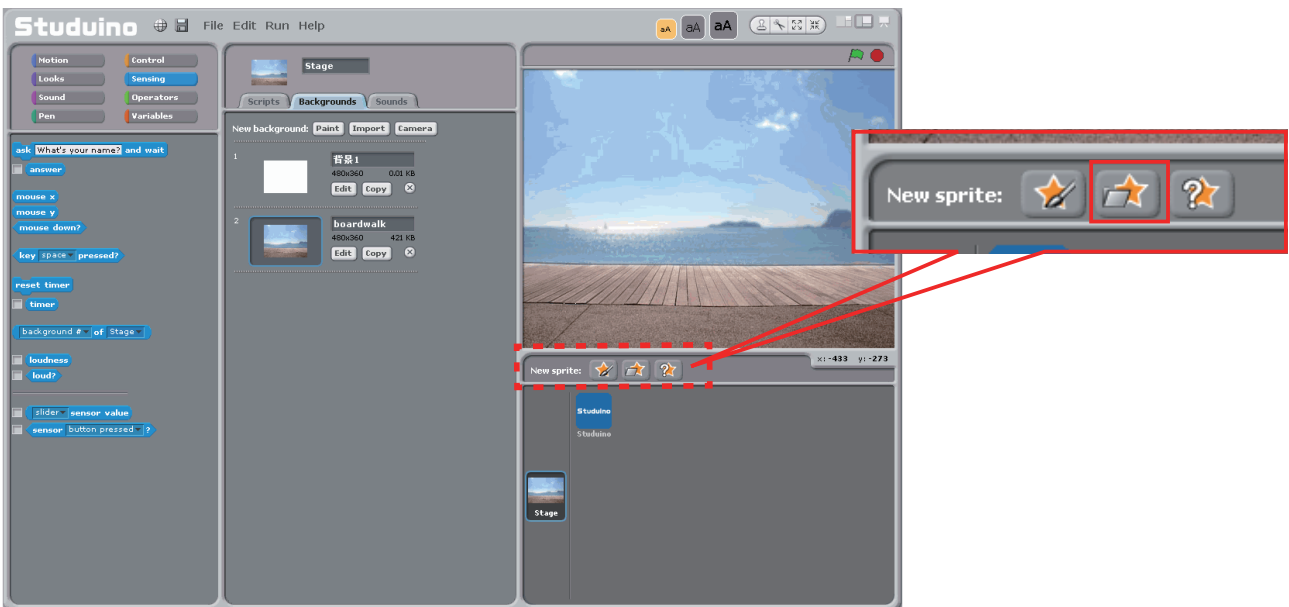 Studuino File Edit Run Help aA aA aA
Motion Control
Looks Sensing
Sound Operators
Pen Variables
ask What's your name? and wait
answer
mouse x
mouse y
mouse down?
key space pressed?
reset timer
timer
background # of Stage
loudness
loud?
slider sensor value
sensor button pressed ?
Stage
Scripts Backgrounds Sounds
New background: Paint Import Camera
1 背景1
480x360 0.01 KB
Edit Copy
2 boardwalk
480x360 421 KB
Edit Copy
x: -433 y: -273
New sprite:
Studuino
Studuino
Stage
New sprite: